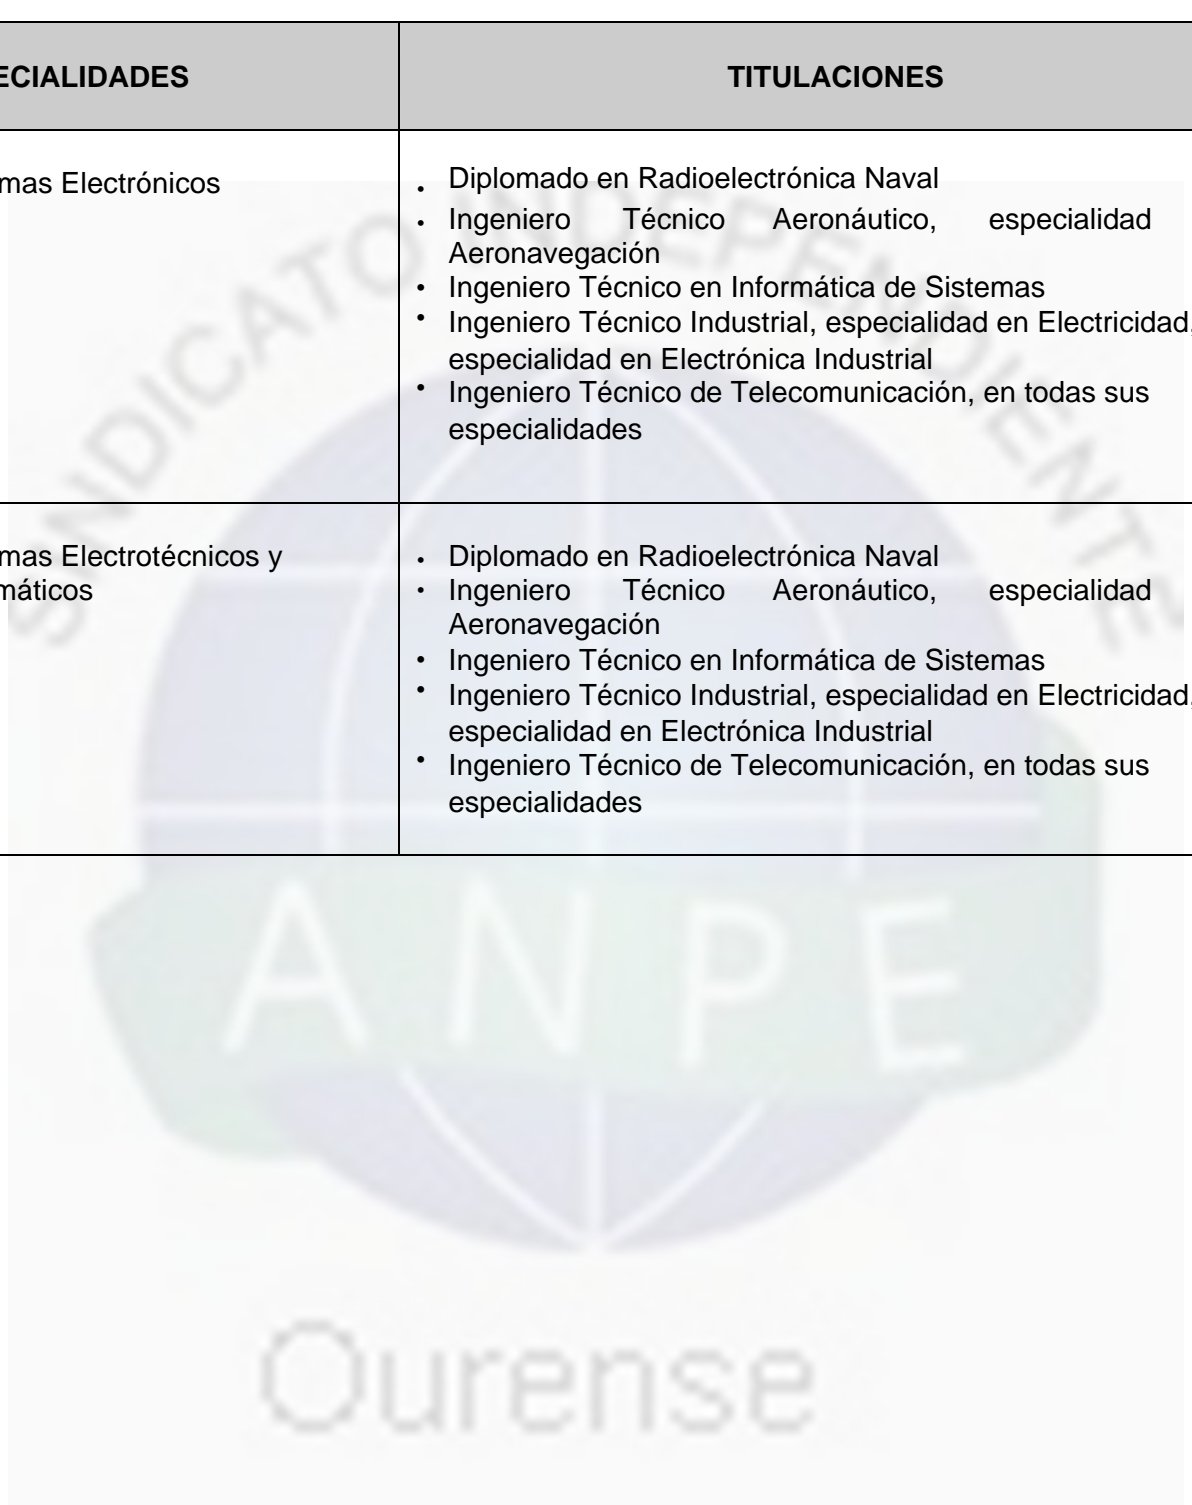 ECIALIDADES
TITULACIONES
mas Electrónicos
• Diplomado en Radioelectrónica Naval
• Ingeniero Técnico Aeronáutico, especialidad
Aeronavegación
• Ingeniero Técnico en Informática de Sistemas
• Ingeniero Técnico Industrial, especialidad en Electricidad,
especialidad en Electrónica Industrial
• Ingeniero Técnico de Telecomunicación, en todas sus
especialidades
mas Electrotécnicos y
máticos
• Diplomado en Radioelectrónica Naval
• Ingeniero Técnico Aeronáutico, especialidad
Aeronavegación
• Ingeniero Técnico en Informática de Sistemas
• Ingeniero Técnico Industrial, especialidad en Electricidad,
especialidad en Electrónica Industrial
• Ingeniero Técnico de Telecomunicación, en todas sus
especialidades
SINDICATO INDEPENDIENTE
ANPE
Ourense